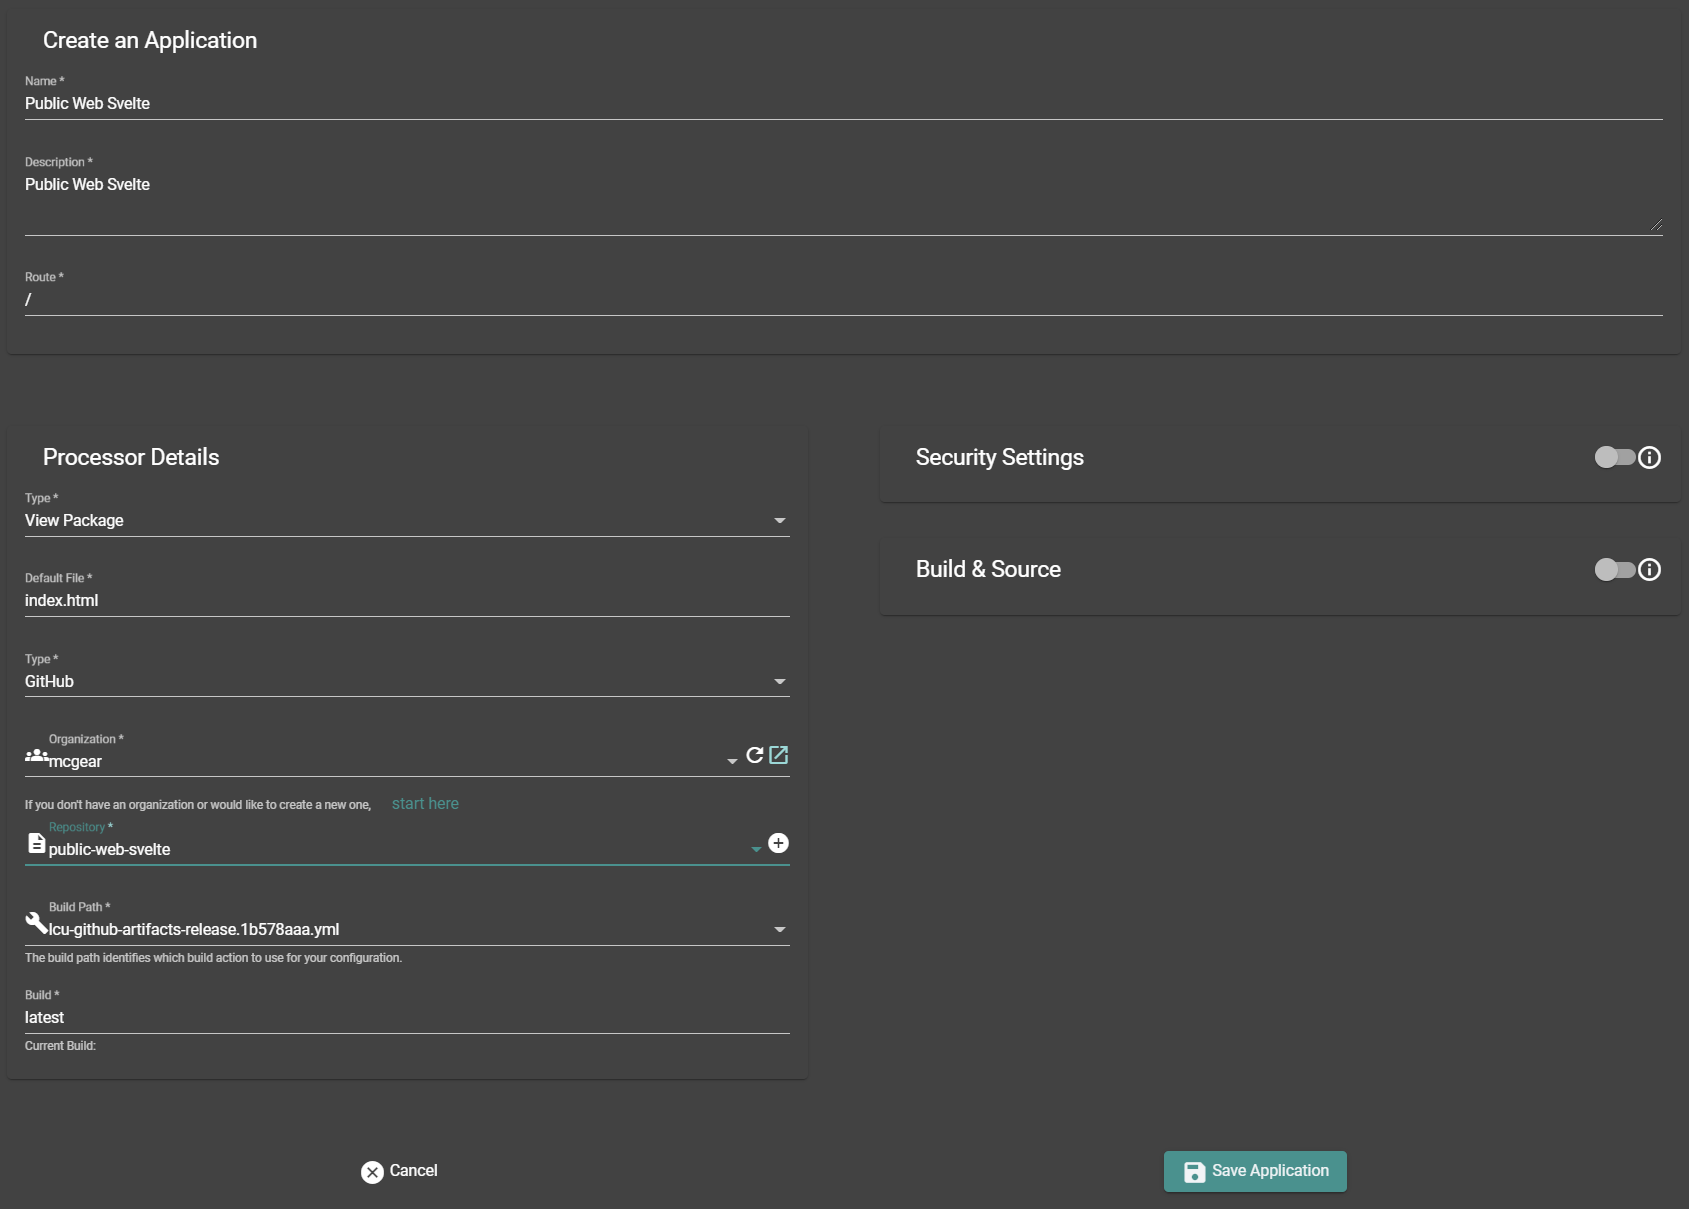 Create an Application
Name *
Public Web Svelte
Description *
Public Web Svelte
Route *
/
Processor Details
Type *
View Package
Default File *
index.html
Type *
GitHub
Organization *
mcgear
If you don't have an organization or would like to create a new one, start here
Repository *
public-web-svelte
Build Path *
lcu-github-artifacts-release.1b578aaa.yml
The build path identifies which build action to use for your configuration.
Build *
latest
Current Build:
Security Settings
Build & Source
Cancel
Save Application